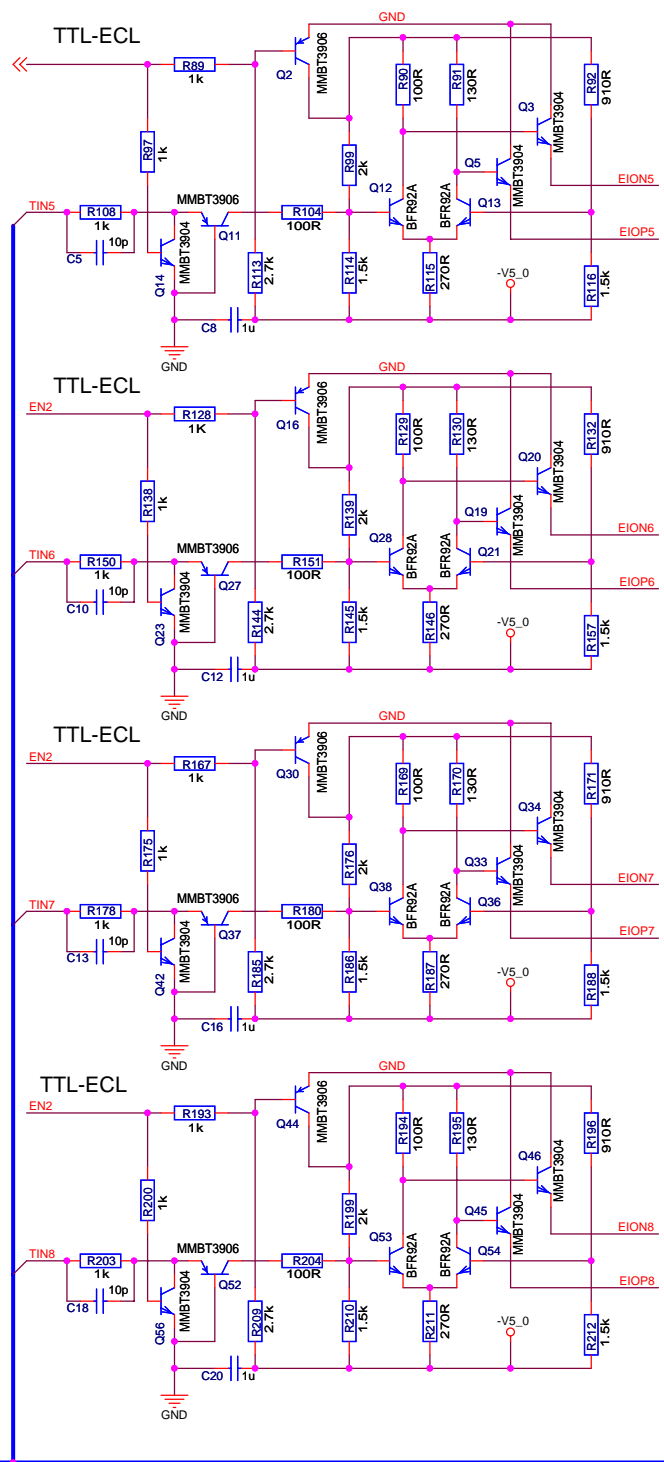 TTL-ECL
GND
R89
1k
Q2
MMBT3906
R90
100R
R91
130R
R92
910R
Q3
MMBT3904
R97
1k
R99
2k
Q5
MMBT3904
TIN5
R108
1k
C5
10p
MMBT3906
Q11
R104
100R
Q12
BFR92A
BFR92A
Q13
EION5
EIOP5
Q14
MMBT3904
R113
2.7k
R114
1.5k
R115
270R
-V5_0
R116
1.5k
C8
1u
GND
TTL-ECL
GND
EN2
R128
1K
Q16
MMBT3906
R129
100R
R130
130R
R132
910R
Q20
MMBT3904
R138
1k
R139
2k
Q19
MMBT3904
TIN6
R150
1k
C10
10p
MMBT3906
Q27
R151
100R
Q28
BFR92A
BFR92A
Q21
EION6
EIOP6
Q23
MMBT3904
R144
2.7k
R145
1.5k
R146
270R
-V5_0
R157
1.5k
C12
1u
GND
TTL-ECL
GND
EN2
R167
1k
Q30
MMBT3906
R169
100R
R170
130R
R171
910R
Q34
MMBT3904
R175
1k
R176
2k
Q33
MMBT3904
TIN7
R178
1k
C13
10p
MMBT3906
Q37
R180
100R
Q38
BFR92A
BFR92A
Q36
EION7
EIOP7
Q42
MMBT3904
R185
2.7k
R186
1.5k
R187
270R
-V5_0
R188
1.5k
C16
1u
GND
TTL-ECL
GND
EN2
R193
1k
Q44
MMBT3906
R194
100R
R195
130R
R196
910R
Q46
MMBT3904
R200
1k
R199
2k
Q45
MMBT3904
TIN8
R203
1k
C18
10p
MMBT3906
Q52
R204
100R
Q53
BFR92A
BFR92A
Q54
EION8
EIOP8
Q56
MMBT3904
R209
2.7k
R210
1.5k
R211
270R
-V5_0
R212
1.5k
C20
1u
GND